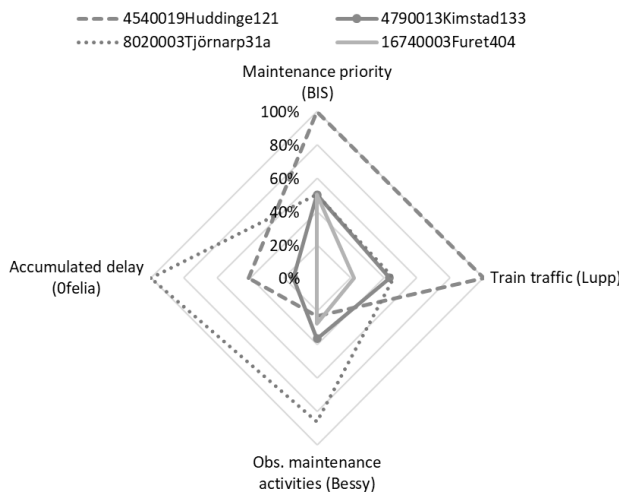 4540019Huddinge121
4790013Kimstad133
8020003Tjörnarp31a
16740003Furet404
Maintenance priority
(BIS)
100%
80%
60%
40%
20%
0%
Accumulated delay
(0felia)
Train traffic (Lupp)
Obs. maintenance
activities (Bessy)